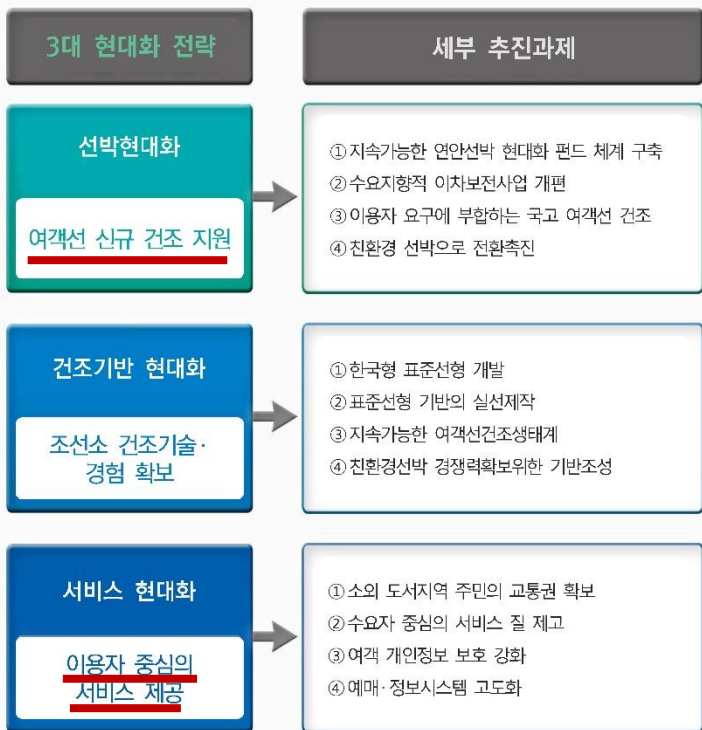 3대 현대화 전략
세부 추진과제
선박현대화
여객선 신규 건조 지원
① 지속가능한 연안선박 현대화 펀드 체계 구축
② 수요지향적 이차보전사업 개편
③ 이용자 요구에 부합하는 국고 여객선 건조
④ 친환경 선박으로 전환촉진
건조기반 현대화
조선소 건조기술·
경험 확보
① 한국형 표준선형 개발
② 표준선형 기반의 실선제작
③ 지속가능한 여객선건조생태계
④ 친환경선박 경쟁력확보위한 기반조성
서비스 현대화
이용자 중심의
서비스 제공
① 소외 도서지역 주민의 교통권 확보
② 수요자 중심의 서비스 질 제고
③ 여객 개인정보 보호 강화
④ 예매·정보시스템 고도화